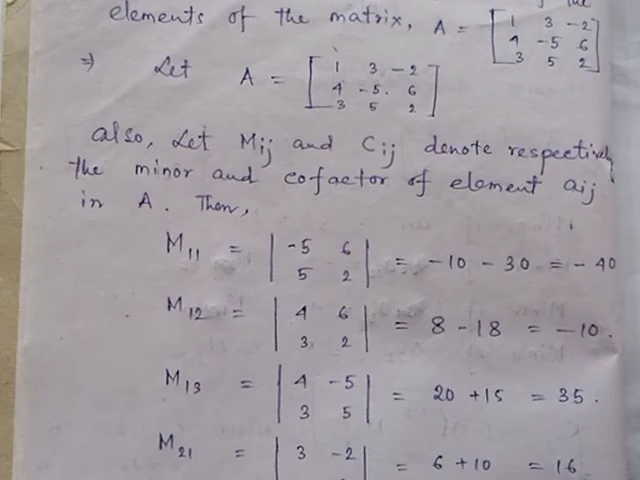 elements of the matrix, A = [ 1 3 -2
4 -5 6
3 5 2 ]
⇒ Let A = [ 1 3 -2
4 -5 6
3 5 2 ]
also, Let Mij and Cij denote respectively
the minor and cofactor of element aij
in A. Then,
M11 = | -5 6
5 2 | = -10 - 30 = -40
M12 = | 4 6
3 2 | = 8 - 18 = -10.
M13 = | 4 -5
3 5 | = 20 + 15 = 35.
M21 = | 3 -2 | = 6 + 10 = 16